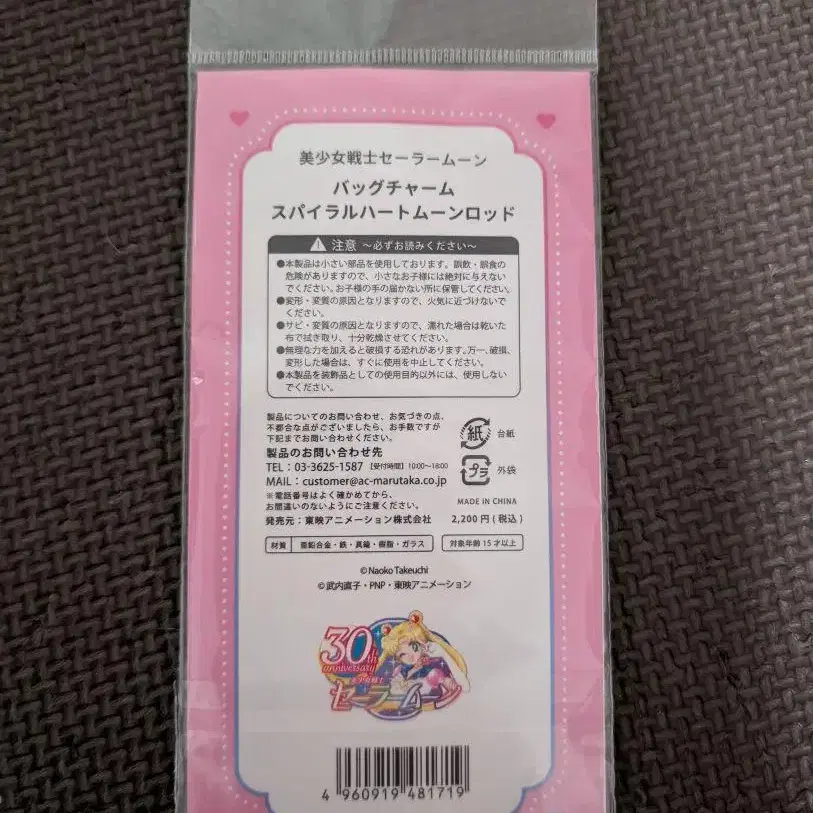 美少女戦士セーラームーン
バッグチャーム
スパイラルハートムーンロッド
注意 ～必ずお読みください～
●本製品は小さい部品を使用しております。誤飲・誤食の
危険がありますので、小さなお子様には絶対に与えない
でください。お子様の手の届かない所に保管してください。
●変形・変質の原因となりますので、火気に近づけないで
ください。
●サビ・変質の原因となりますので、濡れた場合は乾いた
布で拭き取り、十分乾燥させてください。
●無理な力を加えると破損する恐れがあります。万一、破損、
変形した場合は、すぐに使用を中止してください。
●本製品を装飾品としての使用目的以外には、使用しない
でください。
製品についてのお問い合わせ、お気づきの点、
不都合な点がございましたら、お手数ですが
下記までお問い合わせください。
製品のお問い合わせ先
TEL：03-3625-1587 【受付時間】10:00～18:00
MAIL：customer@ac-marutaka.co.jp
※電話番号はよく確かめてから、
お間違いのないようにご注意ください。
発売元：東映アニメーション株式会社
紙 台紙
プラ 外袋
MADE IN CHINA
2,200円(税込)
材質 亜鉛合金・鉄・真鍮・樹脂・ガラス
対象年齢15才以上
© Naoko Takeuchi
© 武内直子・PNP・東映アニメーション
30th
anniversary
美少女戦士
セーラームーン
4 960919 481719